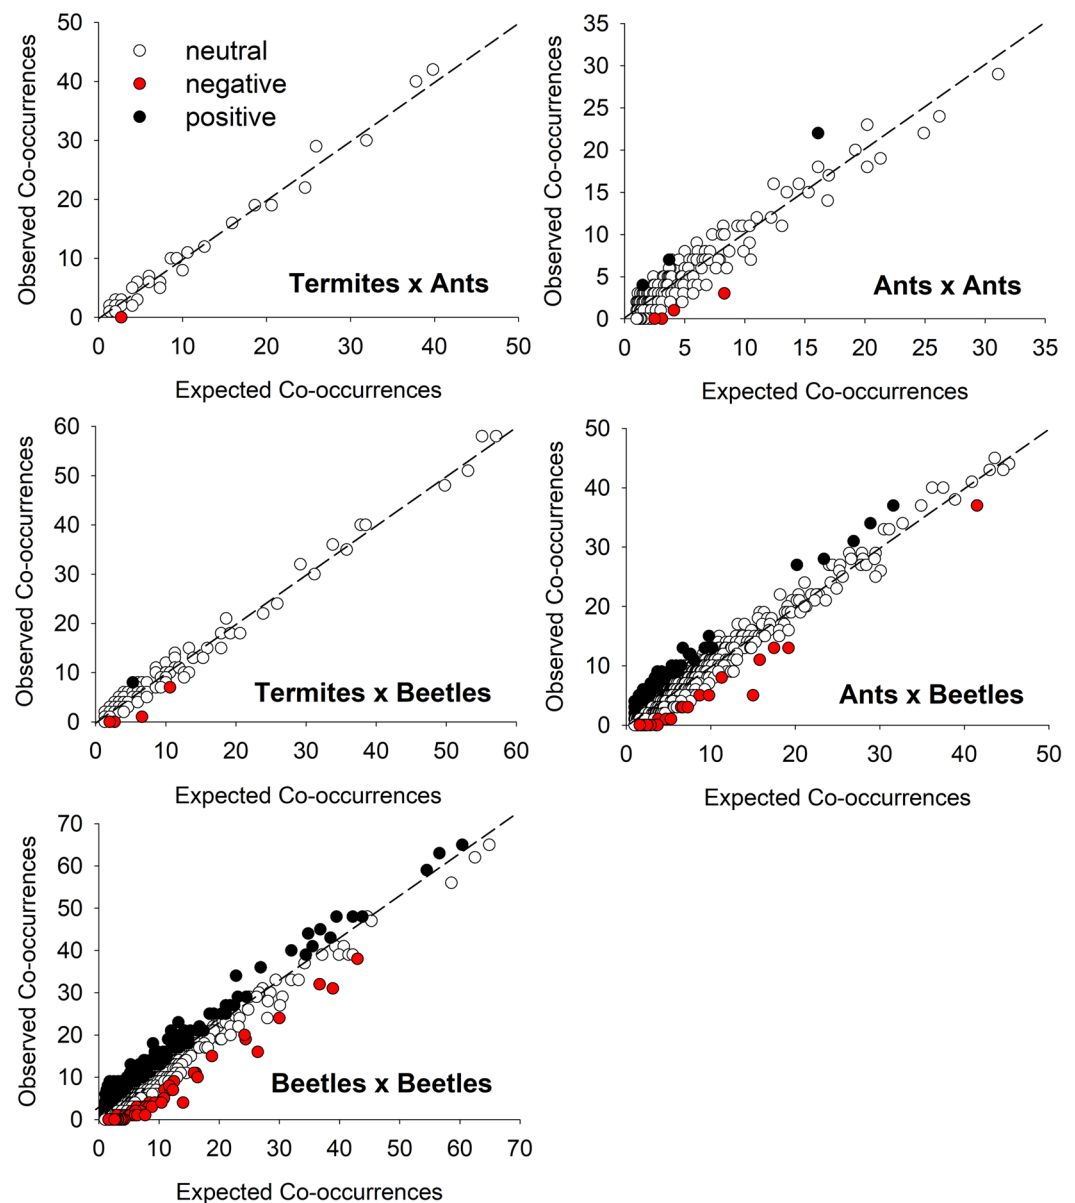 Observed Co-occurrences
50
40
30
20
10
0
neutral
negative
positive
Termites x Ants
0 10 20 30 40 50
Expected Co-occurrences
Observed Co-occurrences
35
30
25
20
15
10
5
0
Ants x Ants
0 5 10 15 20 25 30 35
Expected Co-occurrences
Observed Co-occurrences
60
50
40
30
20
10
0
Termites x Beetles
0 10 20 30 40 50 60
Expected Co-occurrences
Observed Co-occurrences
50
40
30
20
10
0
Ants x Beetles
0 10 20 30 40 50
Expected Co-occurrences
Observed Co-occurrences
70
60
50
40
30
20
10
0
Beetles x Beetles
0 10 20 30 40 50 60 70
Expected Co-occurrences